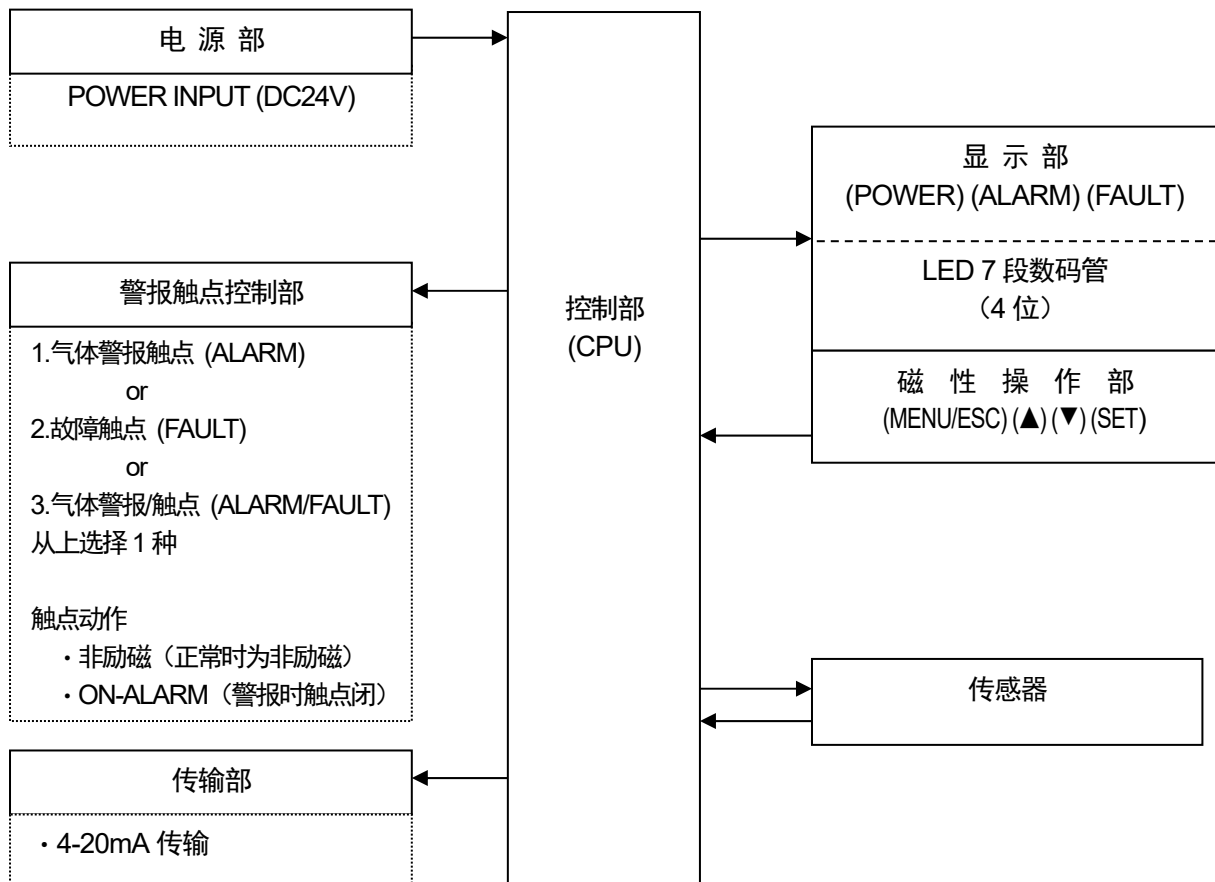 电 源 部
POWER INPUT (DC24V)
警报触点控制部
1.气体警报触点 (ALARM)
or
2.故障触点 (FAULT)
or
3.气体警报/触点 (ALARM/FAULT)
从上选择 1 种
触点动作
・非励磁（正常时为非励磁）
・ON-ALARM（警报时触点闭）
传输部
・4-20mA 传输
控制部
(CPU)
显 示 部
(POWER) (ALARM) (FAULT)
LED 7 段数码管
（4 位）
磁 性 操 作 部
(MENU/ESC) (▲) (▼) (SET)
传感器